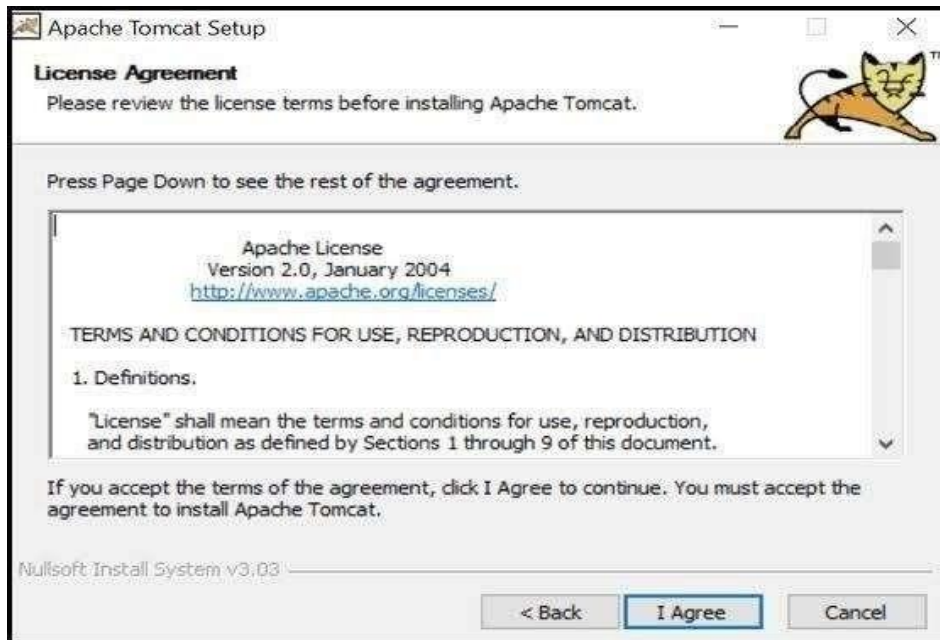 Apache Tomcat Setup
License Agreement
Please review the license terms before installing Apache Tomcat.
TM
Press Page Down to see the rest of the agreement.
Apache License
Version 2.0, January 2004
http://www.apache.org/licenses/
TERMS AND CONDITIONS FOR USE, REPRODUCTION, AND DISTRIBUTION
1. Definitions.
"License" shall mean the terms and conditions for use, reproduction,
and distribution as defined by Sections 1 through 9 of this document.
If you accept the terms of the agreement, click I Agree to continue. You must accept the
agreement to install Apache Tomcat.
Nullsoft Install System v3.03
< Back
I Agree
Cancel